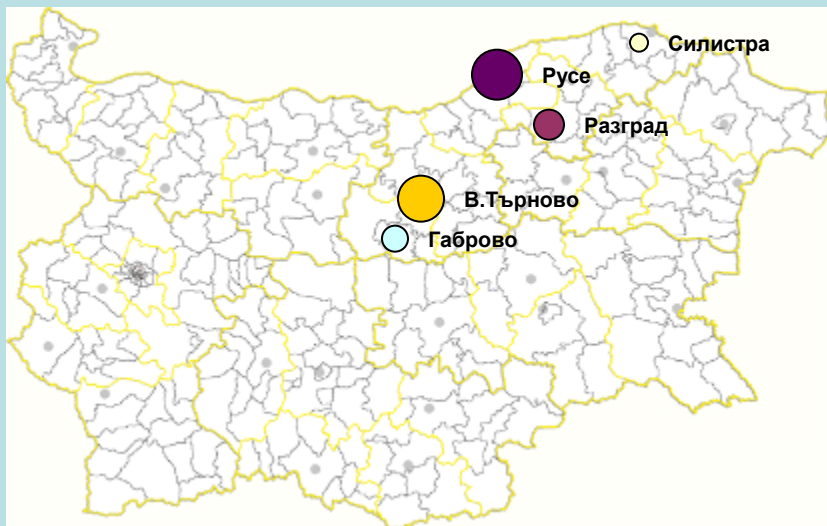 Силистра
Русе
Разград
В.Търново
Габрово